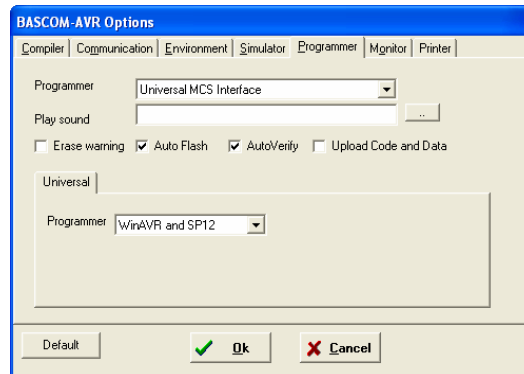 BASCOM-AVR Options
Compiler Communication Environment Simulator Programmer Monitor Printer
Programmer Universal MCS Interface
Play sound ..
Erase warning Auto Flash AutoVerify Upload Code and Data
Universal
Programmer WinAVR and SP12
Default Ok Cancel